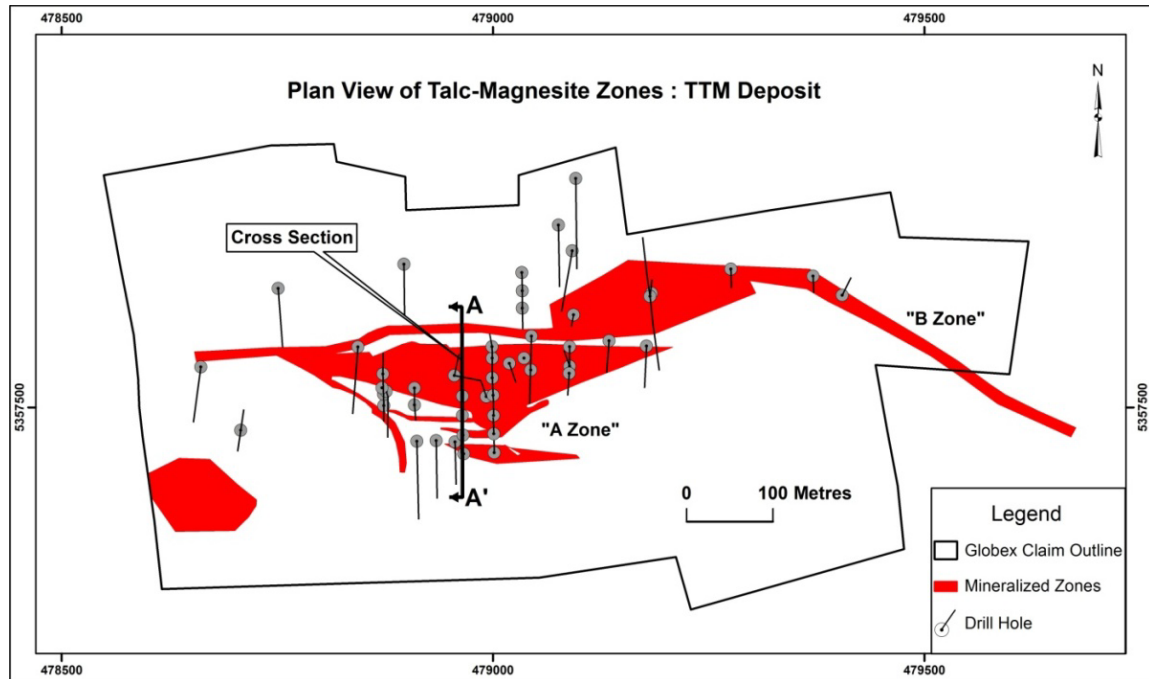 478500
479000
479500
Plan View of Talc-Magnesite Zones : TTM Deposit
N
Cross Section
A
"B Zone"
5357500
5357500
"A Zone"
A'
0
100 Metres
Legend
Globex Claim Outline
Mineralized Zones
Drill Hole
478500
479000
479500